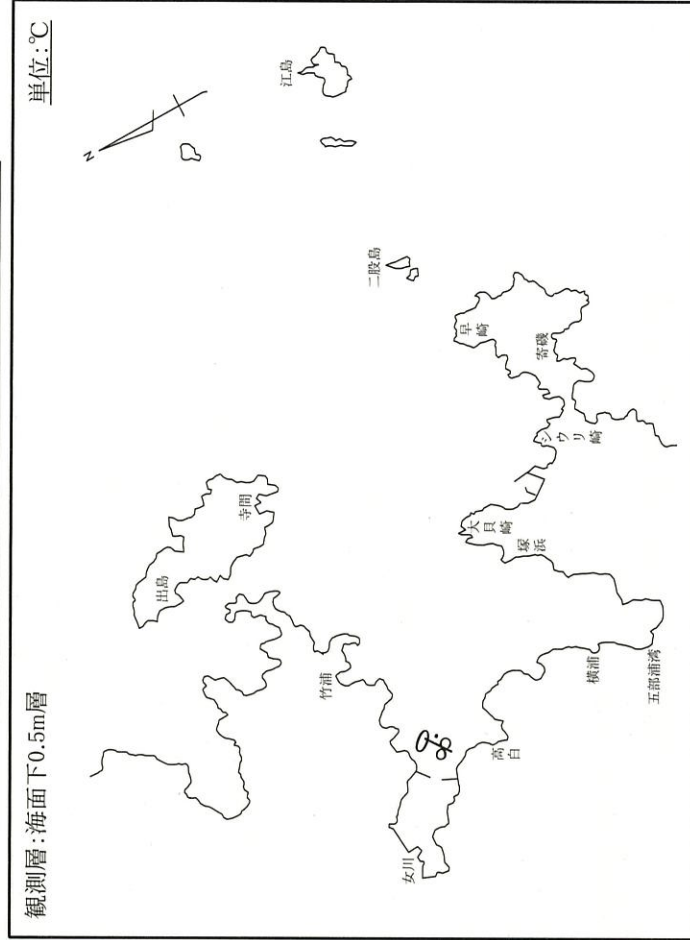 観測層:海面下0.5m層
単位:℃
N
江島
二股島
早崎
寄磯
シウリ崎
大貝崎
塚浜
寺間
出島
竹浦
横浦
五部浦湾
高白
女川